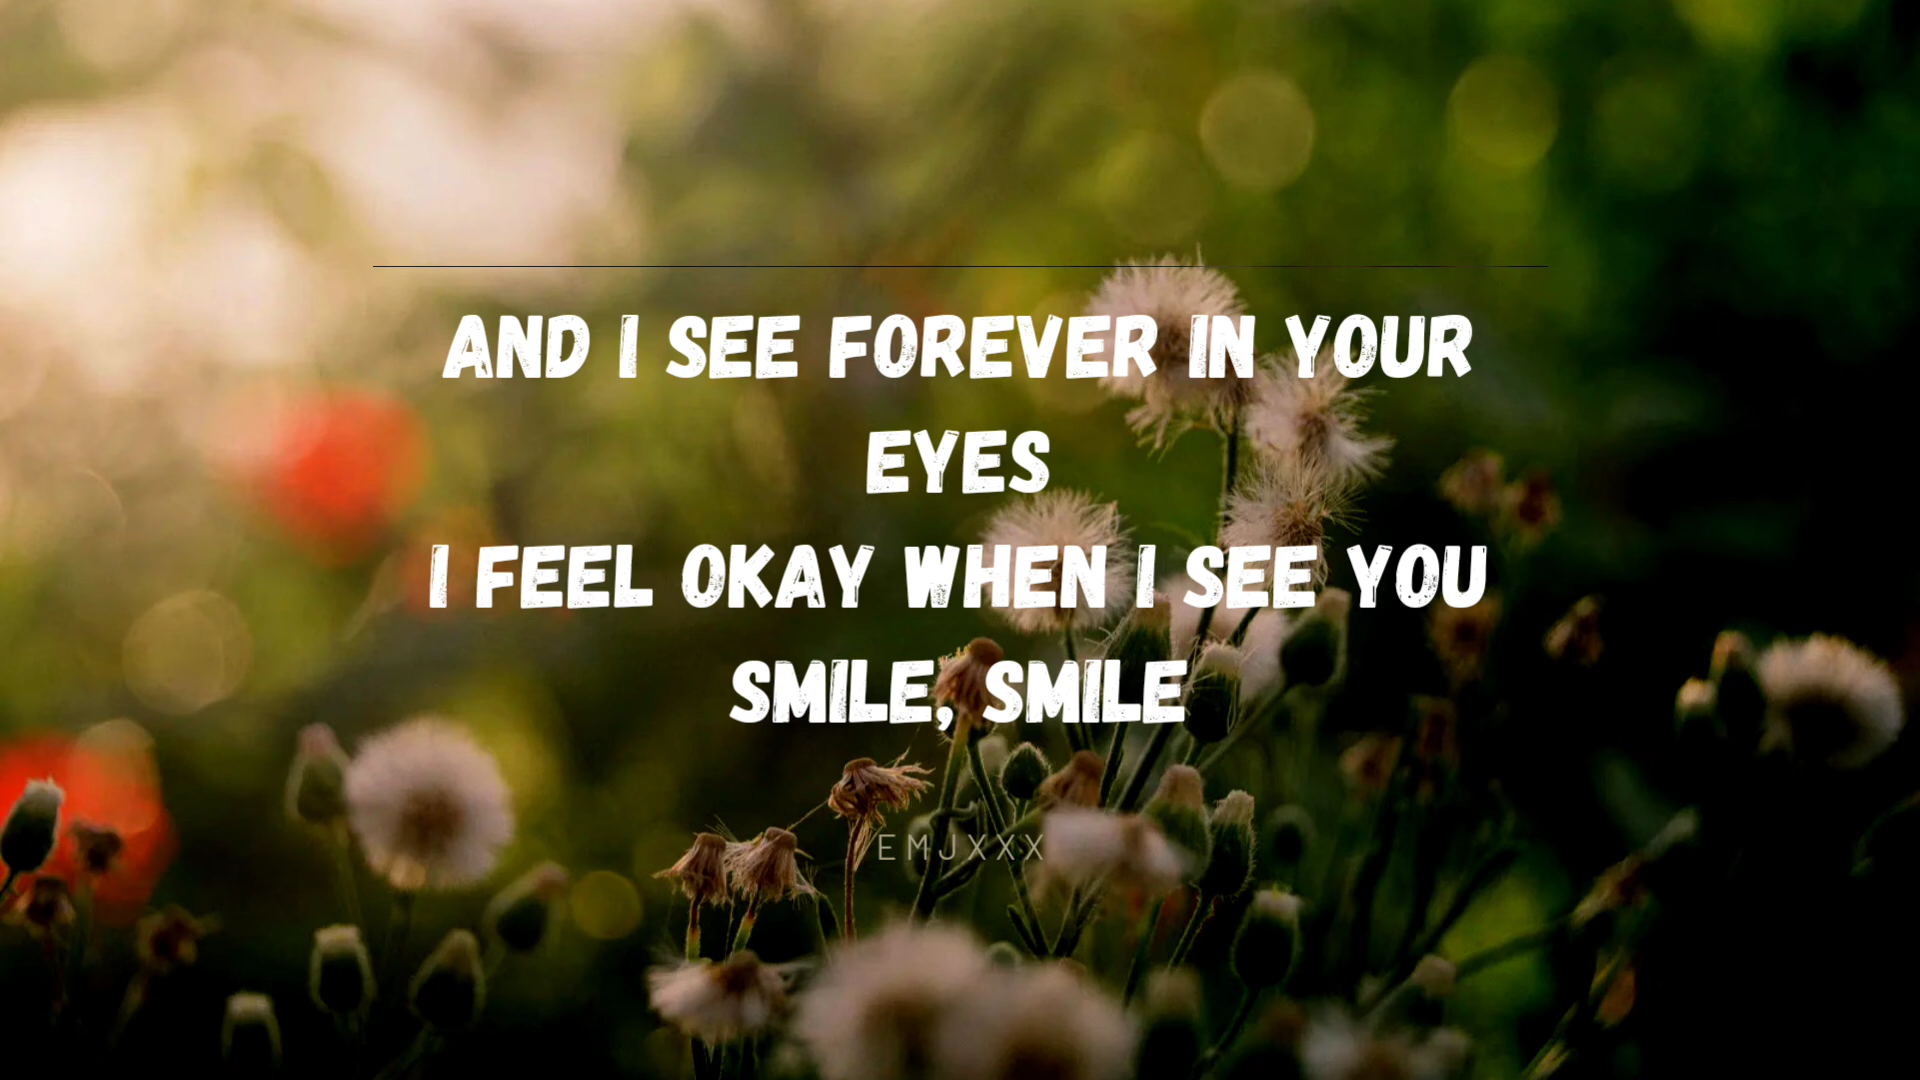 AND I SEE FOREVER IN YOUR
EYES
I FEEL OKAY WHEN I SEE YOU
SMILE, SMILE
EMJXXX